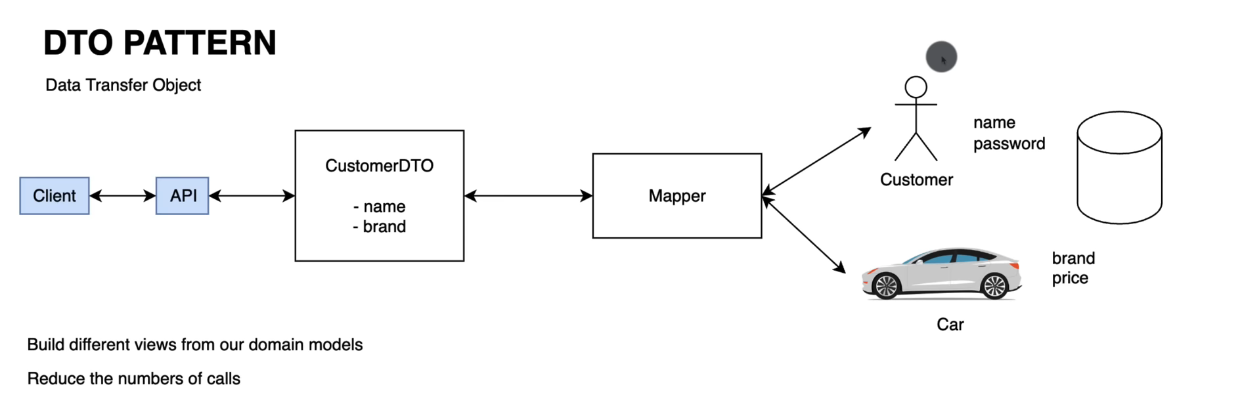 DTO PATTERN
Data Transfer Object
Client
API
CustomerDTO
- name
- brand
Mapper
name
password
Customer
brand
price
Car
Build different views from our domain models
Reduce the numbers of calls